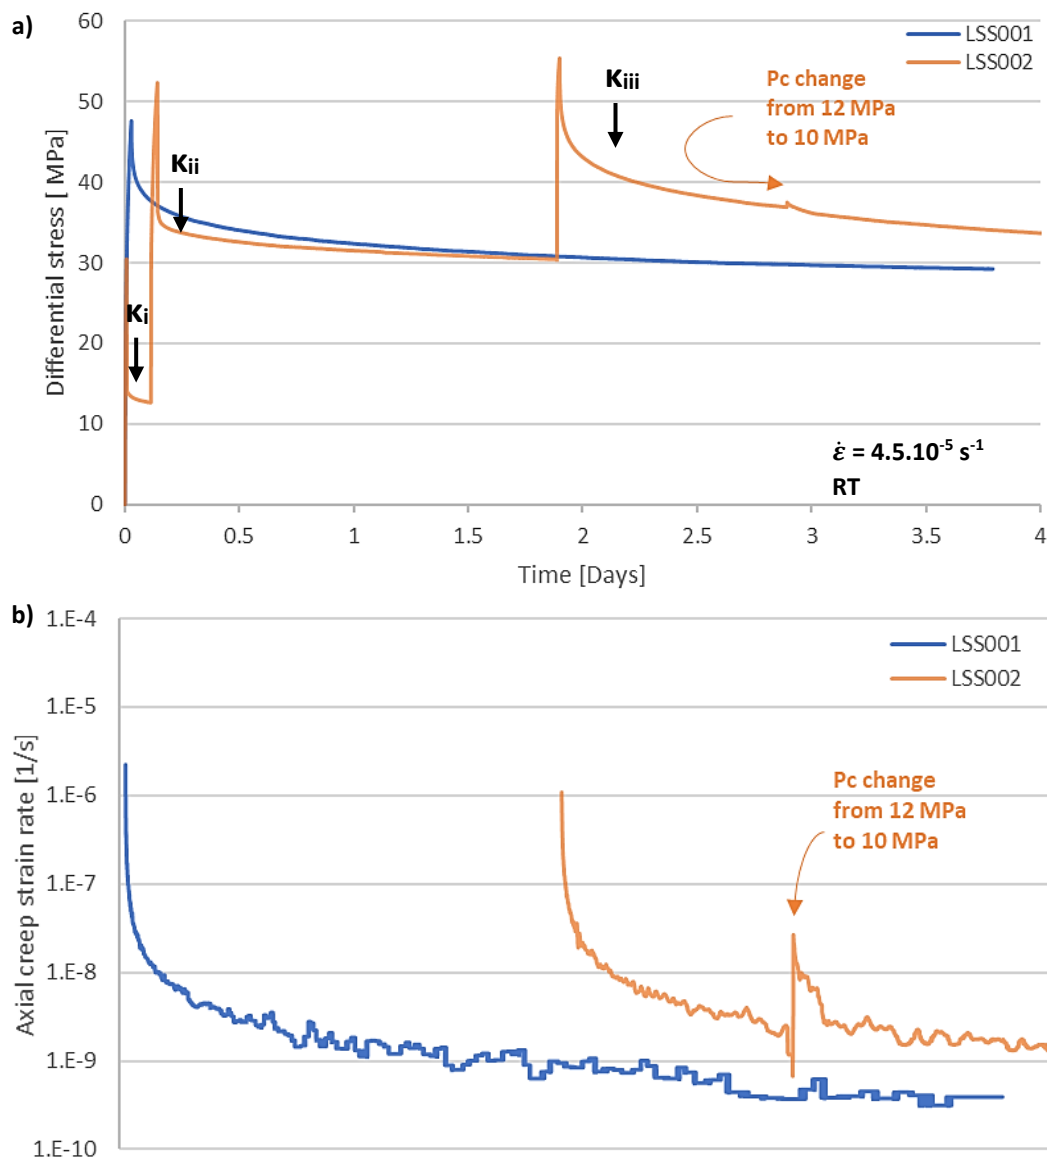 a)
60
50
40
30
20
10
0
Differential stress [ MPa]
LSS001
LSS002
Kᵢ
Kᵢᵢ
Kᵢᵢᵢ
Pc change
from 12 MPa
to 10 MPa
ε̇ = 4.5.10⁻⁵ s⁻¹
RT
0 0.5 1 1.5 2 2.5 3 3.5 4
Time [Days]
b)
1.E-4
1.E-5
1.E-6
1.E-7
1.E-8
1.E-9
1.E-10
Axial creep strain rate [1/s]
LSS001
LSS002
Pc change
from 12 MPa
to 10 MPa